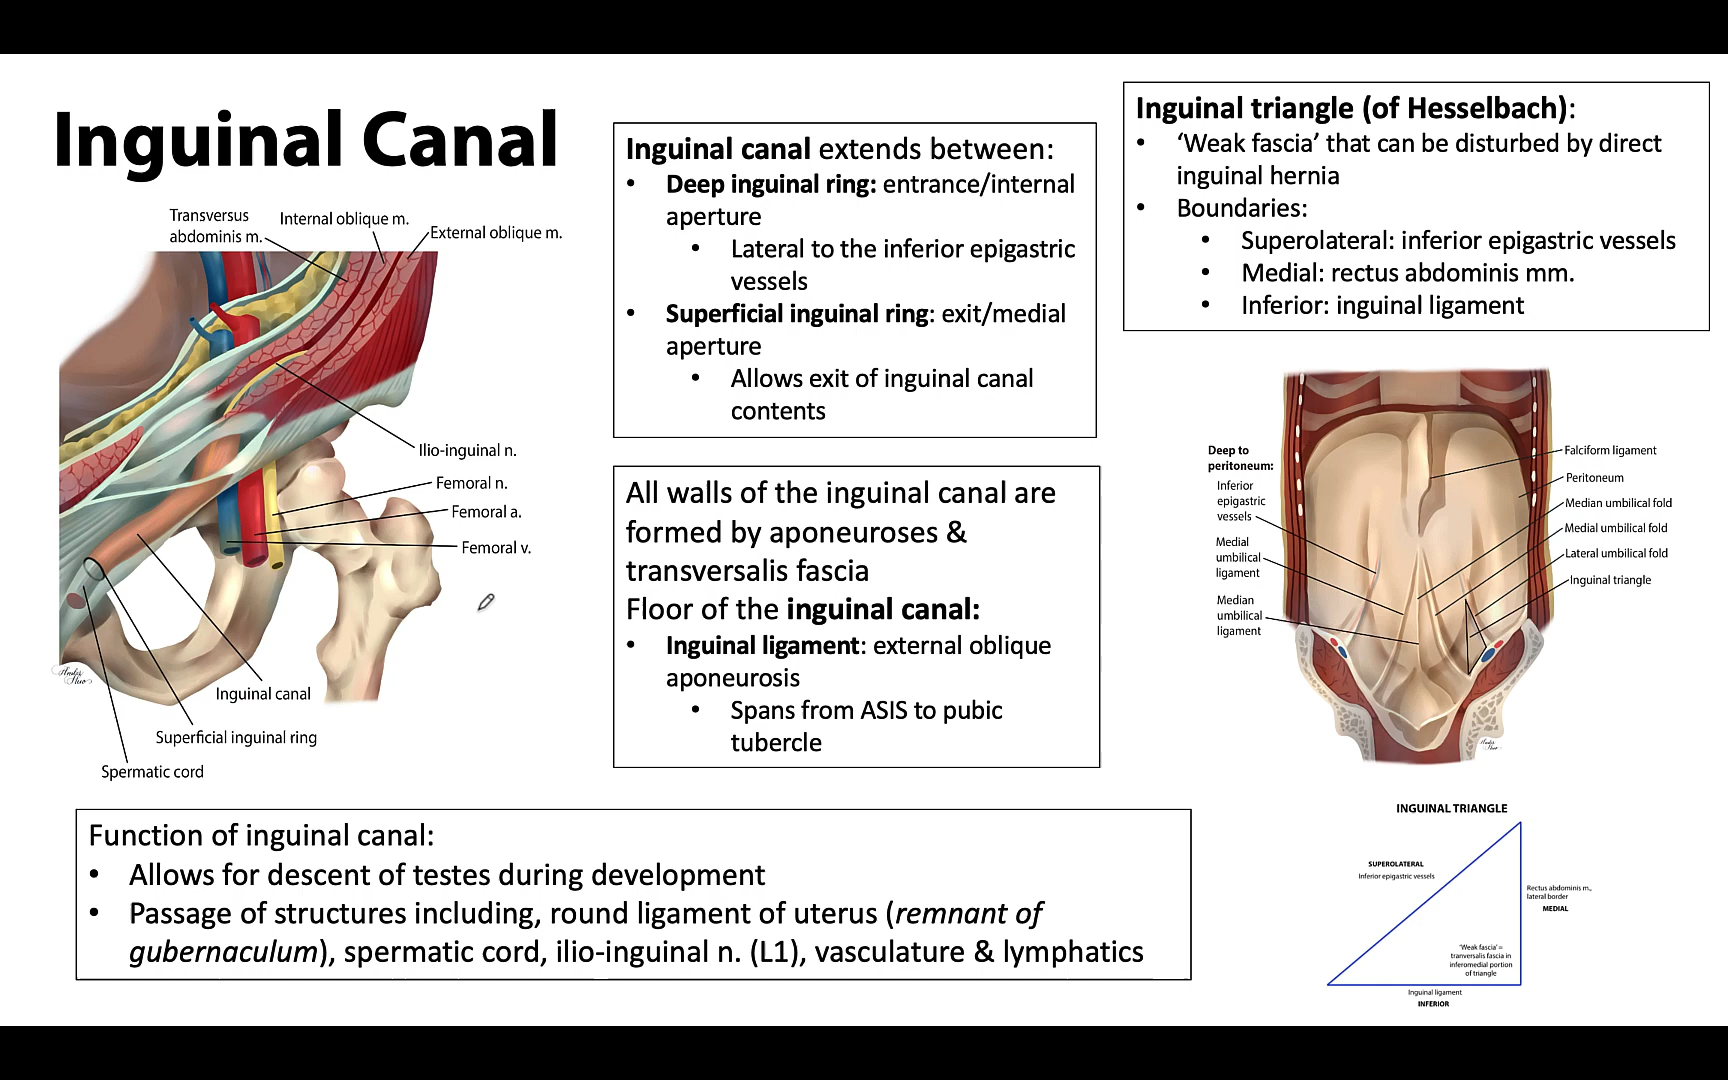 Inguinal Canal
Transversus
abdominis m.
Internal oblique m.
External oblique m.
Ilio-inguinal n.
Femoral n.
Femoral a.
Femoral v.
Inguinal canal
Superficial inguinal ring
Spermatic cord
Inguinal canal extends between:
• Deep inguinal ring: entrance/internal
aperture
• Lateral to the inferior epigastric
vessels
• Superficial inguinal ring: exit/medial
aperture
• Allows exit of inguinal canal
contents
All walls of the inguinal canal are
formed by aponeuroses &
transversalis fascia
Floor of the inguinal canal:
• Inguinal ligament: external oblique
aponeurosis
• Spans from ASIS to pubic
tubercle
Inguinal triangle (of Hesselbach):
• ‘Weak fascia’ that can be disturbed by direct
inguinal hernia
• Boundaries:
• Superolateral: inferior epigastric vessels
• Medial: rectus abdominis mm.
• Inferior: inguinal ligament
Deep to
peritoneum:
Inferior
epigastric
vessels
Medial
umbilical
ligament
Median
umbilical
ligament
Falciform ligament
Peritoneum
Median umbilical fold
Medial umbilical fold
Lateral umbilical fold
Inguinal triangle
Function of inguinal canal:
• Allows for descent of testes during development
• Passage of structures including, round ligament of uterus (remnant of
gubernaculum), spermatic cord, ilio-inguinal n. (L1), vasculature & lymphatics
INGUINAL TRIANGLE
SUPEROLATERAL
Inferior epigastric vessels
Rectus abdominis m.,
lateral border
MEDIAL
'Weak fascia' =
tranversalis fascia in
inferomedial portion
of triangle
Inguinal ligament
INFERIOR